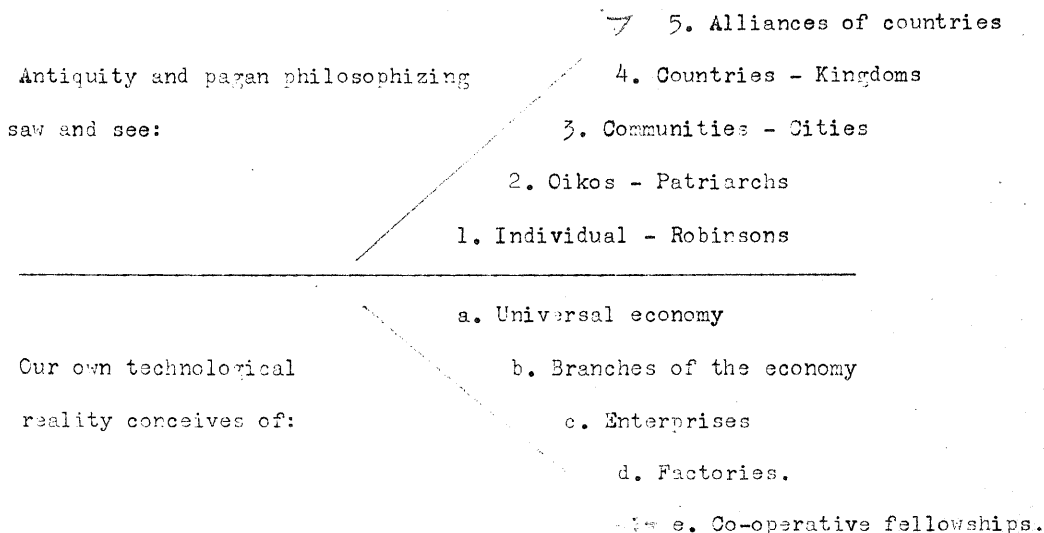 5. Alliances of countries
Antiquity and pagan philosophizing
4. Countries - Kingdoms
saw and see:
3. Communities - Cities
2. Oikos - Patriarchs
1. Individual - Robinsons
a. Universal economy
Our own technological
b. Branches of the economy
reality conceives of:
c. Enterprises
d. Factories.
e. Co-operative fellowships.